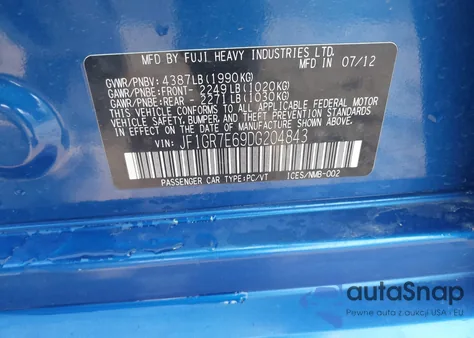 MFD BY FUJI HEAVY INDUSTRIES LTD.
MFD IN 07/12
GVWR/PNBV: 4387LB(1990KG)
GAWR/PNBE:FRONT- 2249LB(1020KG)
GAWR/PNBE:REAR - 2271LB(1030KG)
THIS VEHICLE CONFORMS TO ALL APPLICABLE FEDERAL MOTOR
VEHICLE SAFETY, BUMPER, AND THEFT PREVENTION STANDARDS
IN EFFECT ON THE DATE OF MANUFACTURE SHOWN ABOVE.
VIN: JF1GR7E69DG204843
PASSENGER CAR TYPE:PC/VT ICES/NMB-002
autoSnap
Pewne auta z aukcji USA i EU